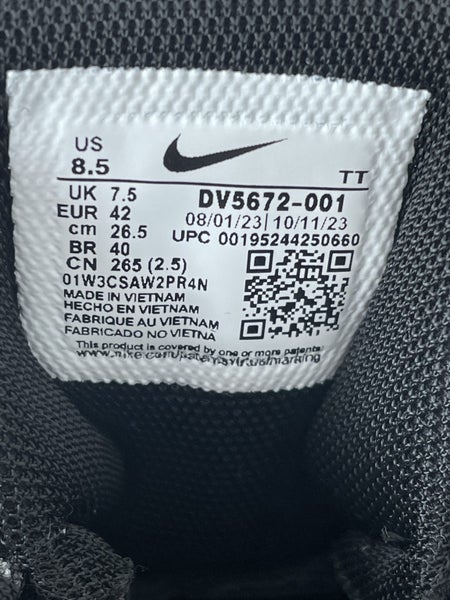 US
8.5
TT
UK 7.5
EUR 42
cm 26.5
BR 40
CN 265 (2.5)
DV5672-001
08/01/23| 10/11/23
UPC 00195244250660
01W3CSAW2PR4N
MADE IN VIETNAM
HECHO EN VIETNAM
FABRIQUE AU VIETNAM
FABRICADO NO VIETNA
This product is covered by one or more patents: